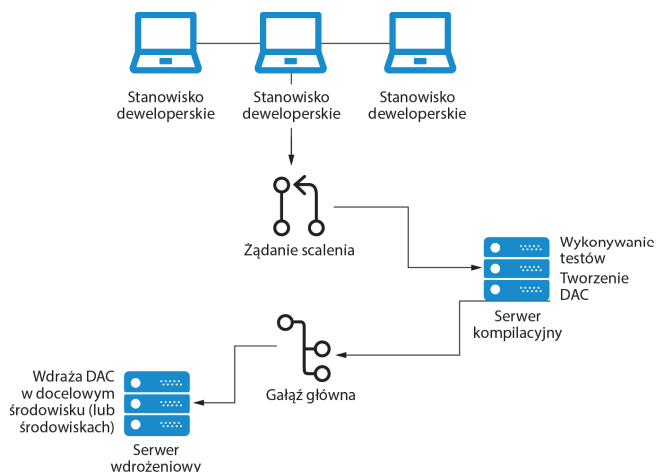 Stanowisko
deweloperskie
Stanowisko
deweloperskie
Stanowisko
deweloperskie
Żądanie scalenia
Wykonywanie
testów
Tworzenie
DAC
Serwer
kompilacyjny
Gałąź główna
Wdraża DAC
w docelowym
środowisku (lub
środowiskach)
Serwer
wdrożeniowy